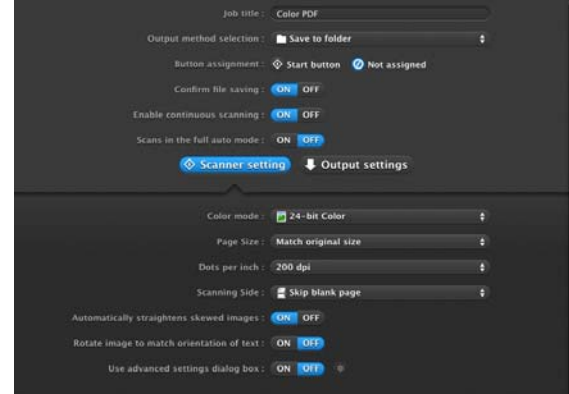 Job title : Color PDF
Output method selection : Save to folder
Button assignment : Start button Not assigned
Confirm file saving : ON OFF
Enable continuous scanning : ON OFF
Scans in the full auto mode : ON OFF
Scanner setting Output settings
Color mode : 24-bit Color
Page Size : Match original size
Dots per inch : 200 dpi
Scanning Side : Skip blank page
Automatically straightens skewed images : ON OFF
Rotate image to match orientation of text : ON OFF
Use advanced settings dialog box : ON OFF